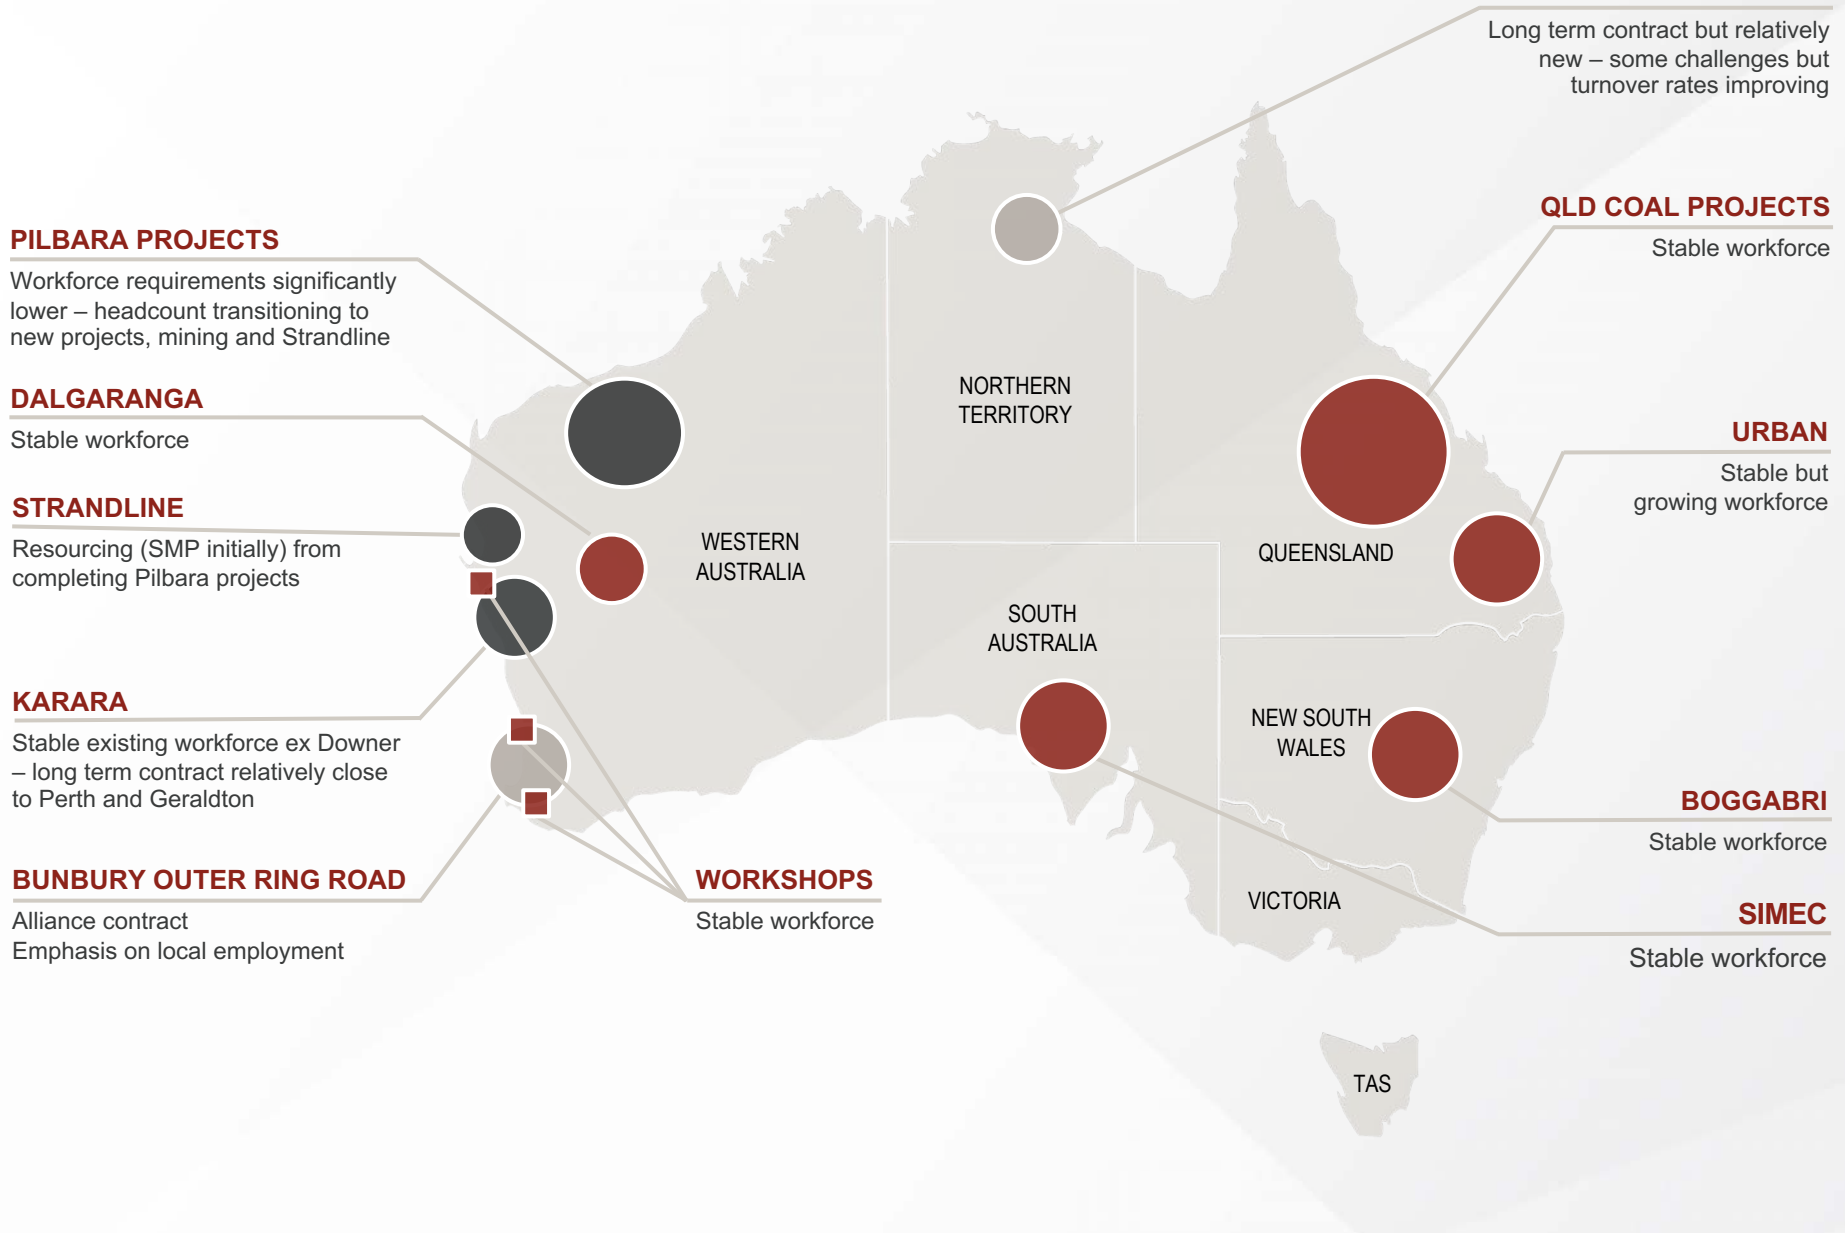 Long term contract but relatively
new – some challenges but
turnover rates improving
QLD COAL PROJECTS
Stable workforce
URBAN
Stable but
growing workforce
BOGGABRI
Stable workforce
SIMEC
Stable workforce
PILBARA PROJECTS
Workforce requirements significantly
lower – headcount transitioning to
new projects, mining and Strandline
DALGARANGA
Stable workforce
STRANDLINE
Resourcing (SMP initially) from
completing Pilbara projects
KARARA
Stable existing workforce ex Downer
– long term contract relatively close
to Perth and Geraldton
BUNBURY OUTER RING ROAD
Alliance contract
Emphasis on local employment
WORKSHOPS
Stable workforce
NORTHERN
TERRITORY
WESTERN
AUSTRALIA
QUEENSLAND
SOUTH
AUSTRALIA
NEW SOUTH
WALES
VICTORIA
TAS